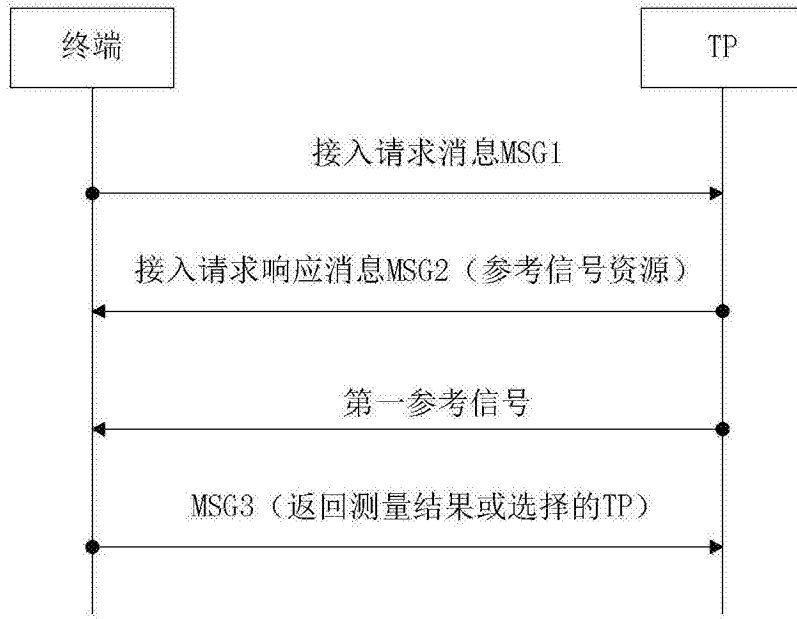 终端
TP
接入请求消息MSG1
接入请求响应消息MSG2（参考信号资源）
第一参考信号
MSG3（返回测量结果或选择的TP）